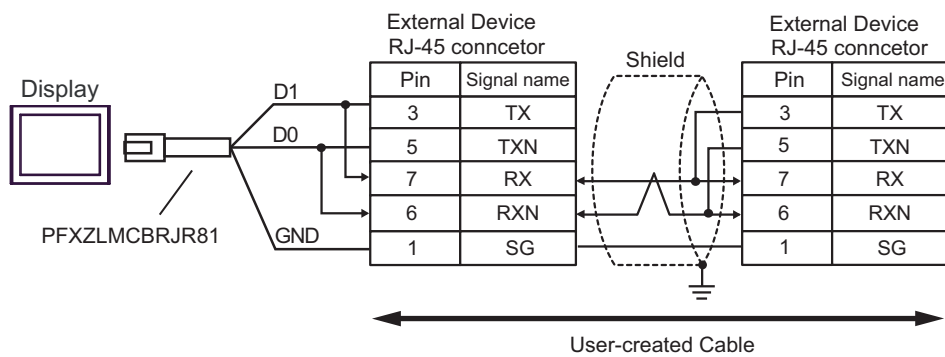 External Device
RJ-45 conncetor
External Device
RJ-45 conncetor
Display
D1
D0
GND
PFXZLMCBRJR81
Pin Signal name
3 TX
5 TXN
7 RX
6 RXN
1 SG
Shield
Pin Signal name
3 TX
5 TXN
7 RX
6 RXN
1 SG
User-created Cable